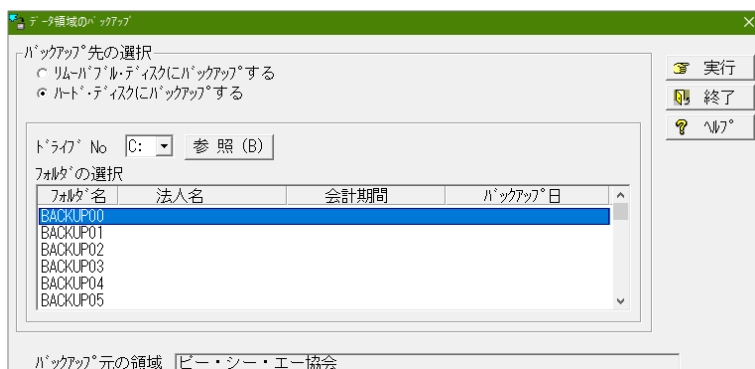 ﾃﾞｰﾀ領域のﾊﾞｯｸｱｯﾌﾟ
ﾊﾞｯｸｱｯﾌﾟ先の選択
ﾘﾑｰﾊﾞﾌﾞﾙ・ﾃﾞｨｽｸにﾊﾞｯｸｱｯﾌﾟする
ﾊｰﾄﾞ・ﾃﾞｨｽｸにﾊﾞｯｸｱｯﾌﾟする
実行
終了
ﾍﾙﾌﾟ
ﾄﾞﾗｲﾌﾞ No C: 参 照 (B)
ﾌｫﾙﾀﾞの選択
ﾌｫﾙﾀﾞ名 法人名 会計期間 ﾊﾞｯｸｱｯﾌﾟ日
BACKUP00
BACKUP01
BACKUP02
BACKUP03
BACKUP04
BACKUP05
ﾊﾞｯｸｱｯﾌﾟ元の領域 ピー・シー・エー協会